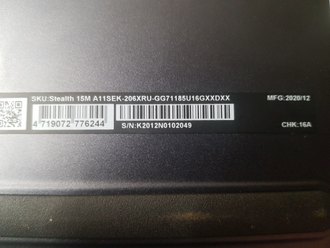 SKU:Stealth 15M A11SEK-206XRU-GG71185U16GXXDXX
MFG:2020/12
4 719072 776244
S/N:K2012N0102049
CHK:16A